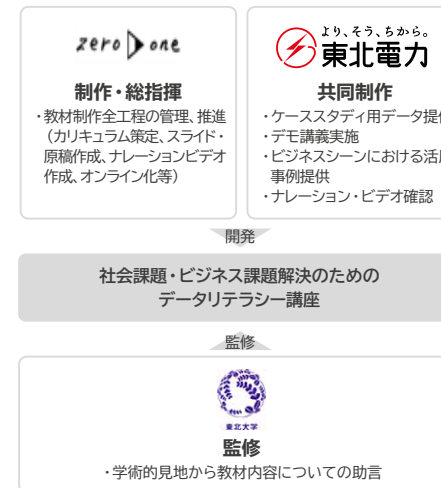 zero one
制作・総指揮
・教材制作全工程の管理、推進
（カリキュラム策定、スライド・
原稿作成、ナレーションビデオ
作成、オンライン化等）
より、そう、ちから。
東北電力
共同制作
・ケーススタディ用データ提
・デモ講義実施
・ビジネスシーンにおける活
事例提供
・ナレーション・ビデオ確認
開発
社会課題・ビジネス課題解決のための
データリテラシー講座
監修
東北大学
監修
・学術的見地から教材内容についての助言